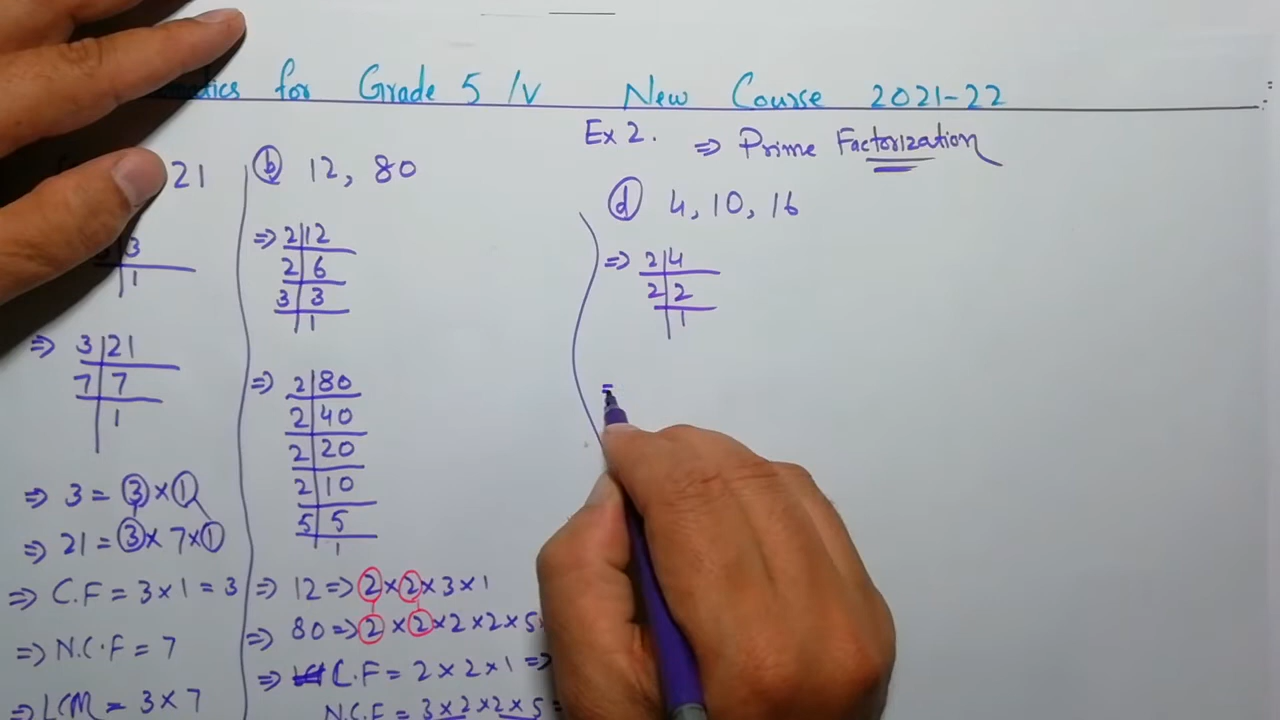 for Grade 5 /V New Course 2021-22
Ex 2. ⇒ Prime Factorization
21
3
1
⇒ 3|21
7|7
1
⇒ 3 = 3 × 1
⇒ 21 = 3 × 7 × 1
⇒ C.F = 3 × 1 = 3
⇒ N.C.F = 7
⇒ LCM = 3 × 7
(b) 12, 80
⇒ 2|12
2|6
3|3
1
⇒ 2|80
2|40
2|20
2|10
5|5
1
⇒ 12 ⇒ 2 × 2 × 3 × 1
⇒ 80 ⇒ 2 × 2 × 2 × 2 × 5
⇒ C.F = 2 × 2 × 1 ⇒
N.C.F = 3 × 2 × 2 × 5 =
(d) 4, 10, 16
⇒ 2|4
2|2
1
=